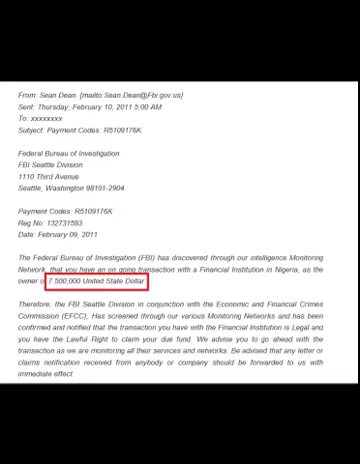 From: Sean Dean [mailto Sean.Dean@Fbi.gov.us]
Sent: Thursday, February 10, 2011 5:00 AM
To: xxxxxxxx
Subject: Payment Codes: R5109176K
Federal Bureau of Investigation
FBI Seattle Division
1110 Third Avenue
Seattle, Washington 98101-2904
Payment Codes: R5109176K
Reg No: 132731593
Date: February 09, 2011
The Federal Bureau of Investigation (FBI) has discovered through our intelligence Monitoring
Network, that you have an on going transaction with a Financial Institution in Nigeria, as the
owner of 7.500,000 United State Dollar.
Therefore, the FBI Seattle Division in conjunction with the Economic and Financial Crimes
Commission (EFCC), Has screened through our various Monitoring Networks and has been
confirmed and notified that the transaction you have with the Financial Institution is Legal and
you have the Lawful Right to claim your due fund. We advise you to go ahead with the
transaction as we are monitoring all their services and networks. Be advised that any letter or
claims notification received from anybody or company should be forwarded to us with
immediate effect.